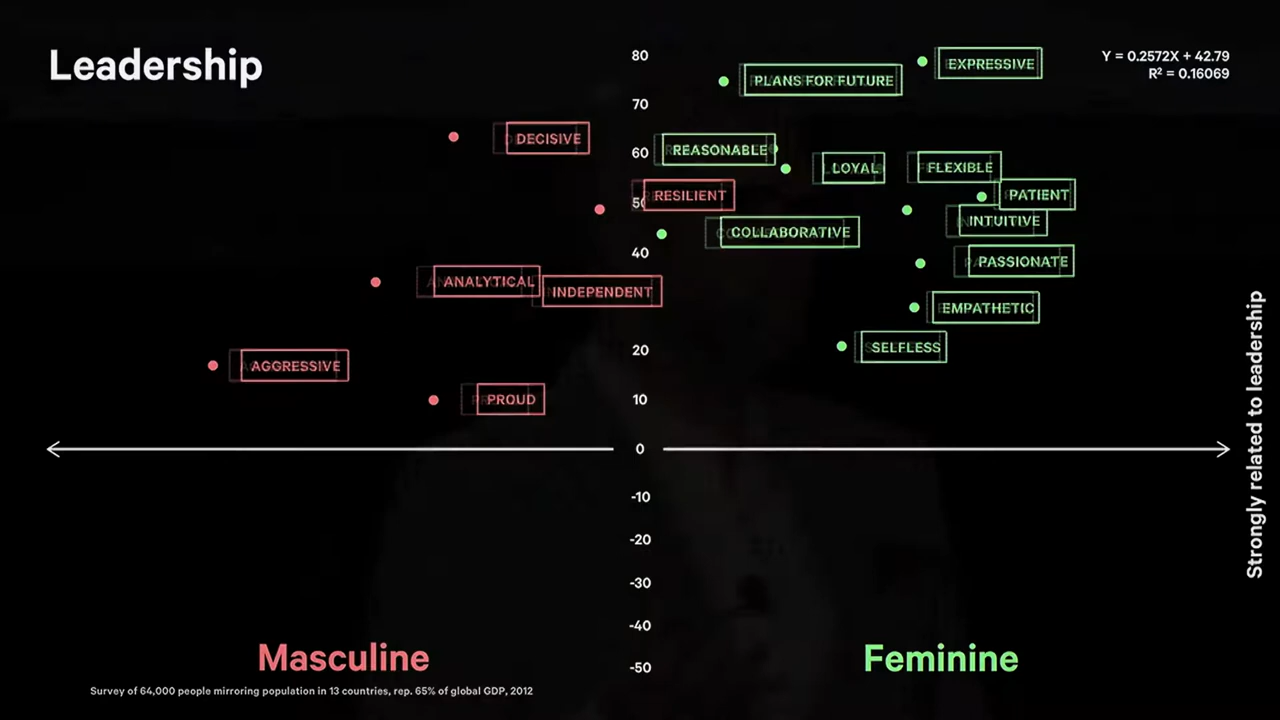 Leadership
80
70
60
50
40
20
10
0
-10
-20
-30
-40
-50
Y = 0.2572X + 42.79
R² = 0.16069
EXPRESSIVE
PLANS FOR FUTURE
DECISIVE
REASONABLE
LOYAL
FLEXIBLE
RESILIENT
PATIENT
INTUITIVE
COLLABORATIVE
PASSIONATE
ANALYTICAL
INDEPENDENT
EMPATHETIC
SELFLESS
AGGRESSIVE
PROUD
Strongly related to leadership
Masculine
Feminine
Survey of 64,000 people mirroring population in 13 countries, rep. 65% of global GDP, 2012